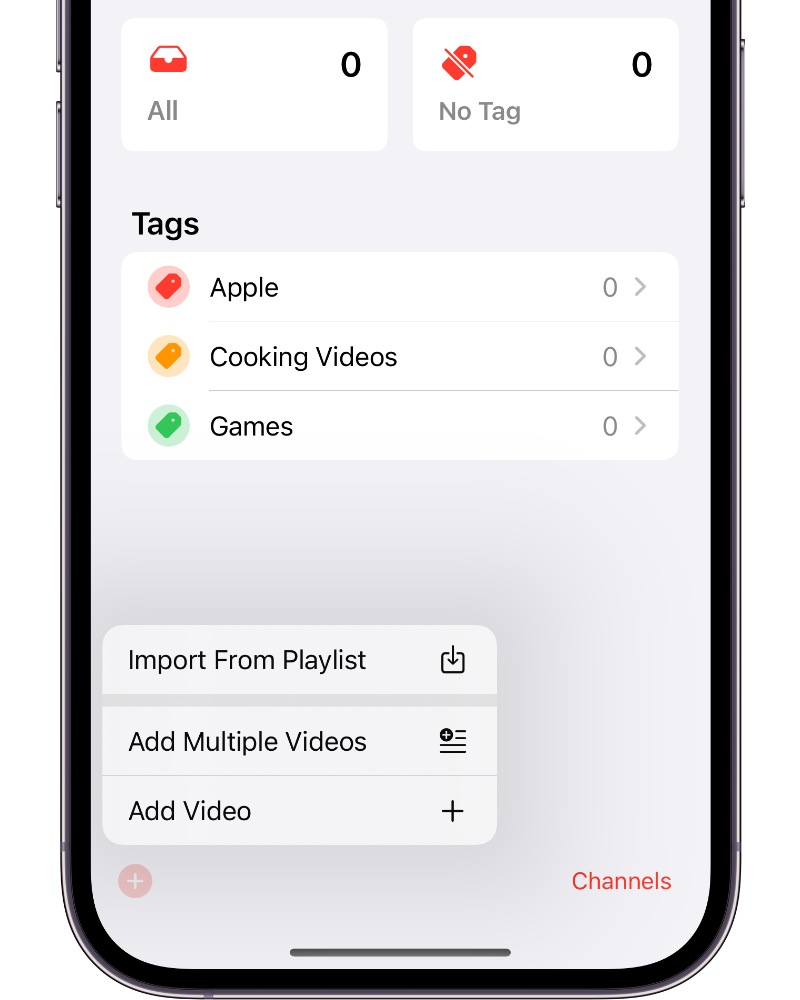 0
0
All
No Tag
Tags
Apple 0
Cooking Videos 0
Games 0
Import From Playlist
Add Multiple Videos
Add Video
Channels